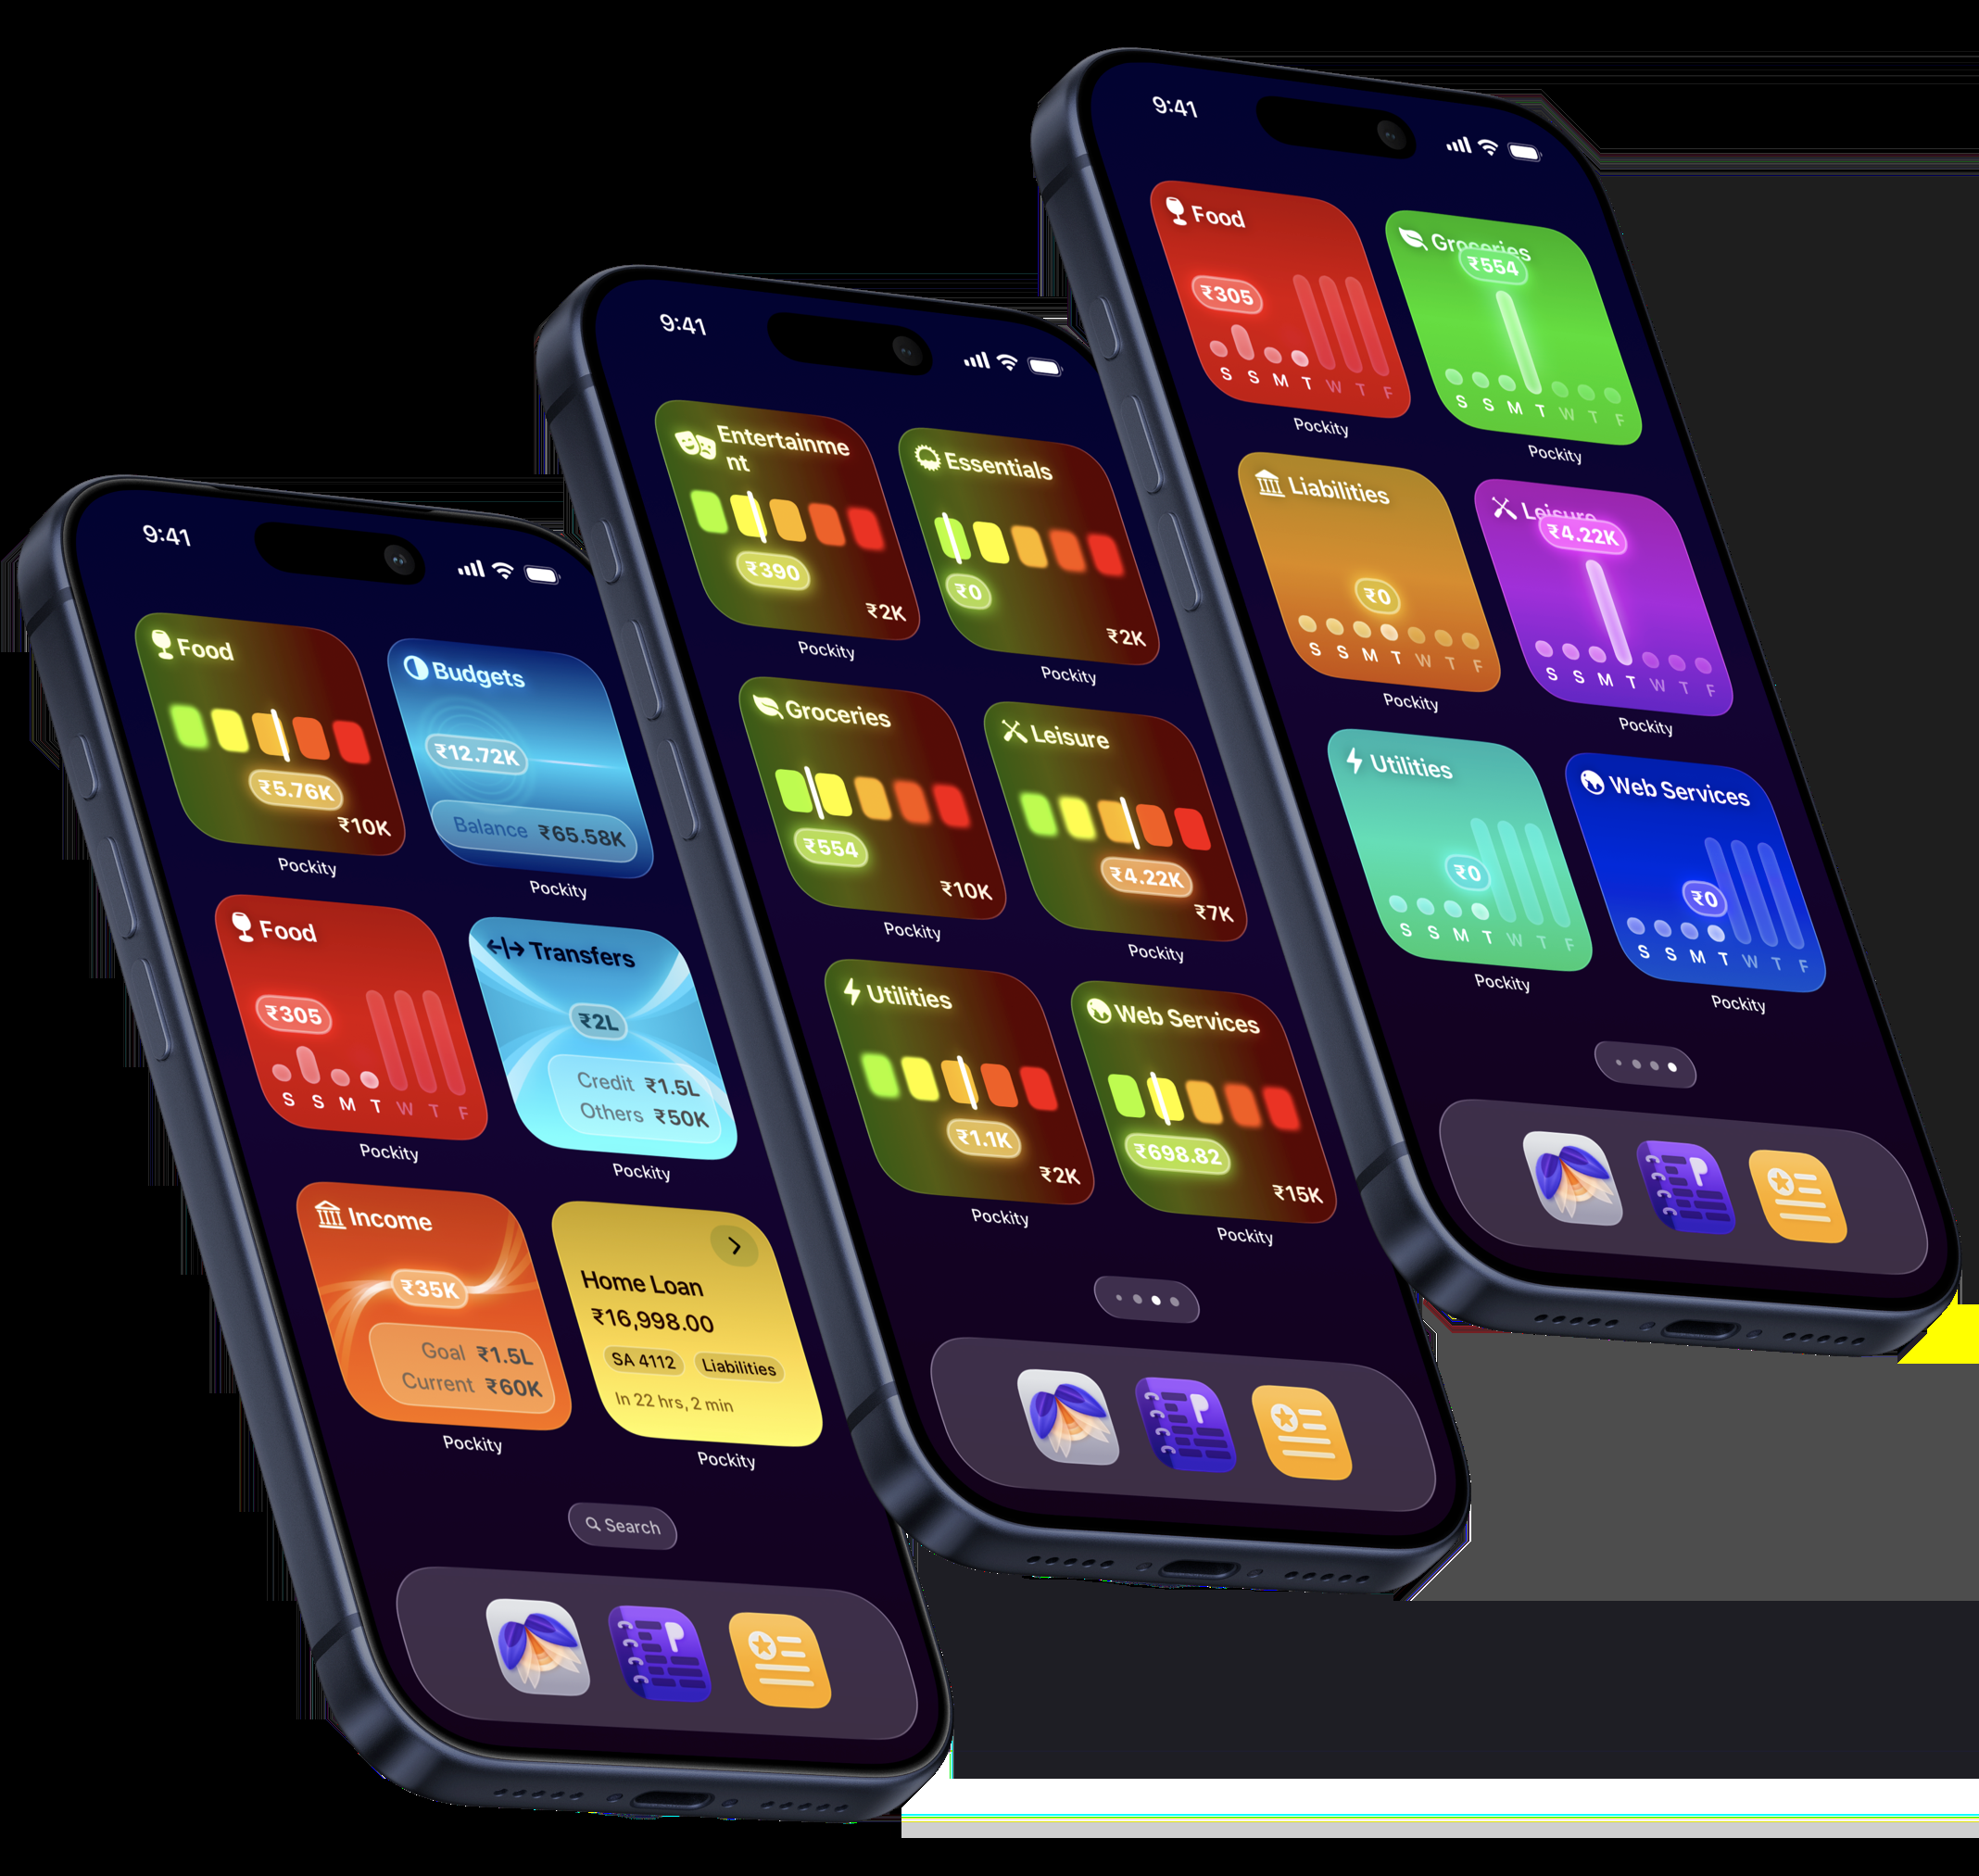 9:41
Food
₹5.76K
₹10K
Pockity
Budgets
₹12.72K
Balance ₹65.58K
Pockity
Food
₹305
S S M T W T F
Pockity
Transfers
₹2L
Credit ₹1.5L
Others ₹50K
Pockity
Income
₹35K
Goal ₹1.5L
Current ₹60K
Pockity
Home Loan
₹16,998.00
SA 4112 Liabilities
In 22 hrs, 2 min
Pockity
Search
P
9:41
Entertainme
nt
₹390
₹2K
Pockity
Essentials
₹0
₹2K
Pockity
Groceries
₹554
₹10K
Pockity
Leisure
₹4.22K
₹7K
Pockity
Utilities
₹1.1K
₹2K
Pockity
Web Services
₹698.82
₹15K
Pockity
P
9:41
Food
₹305
S S M T W T F
Pockity
Groceries
₹554
S S M T W T F
Pockity
Liabilities
₹0
S S M T W T F
Pockity
Leisure
₹4.22K
S S M T W T F
Pockity
Utilities
₹0
S S M T W T F
Pockity
Web Services
₹0
S S M T W T F
Pockity
P